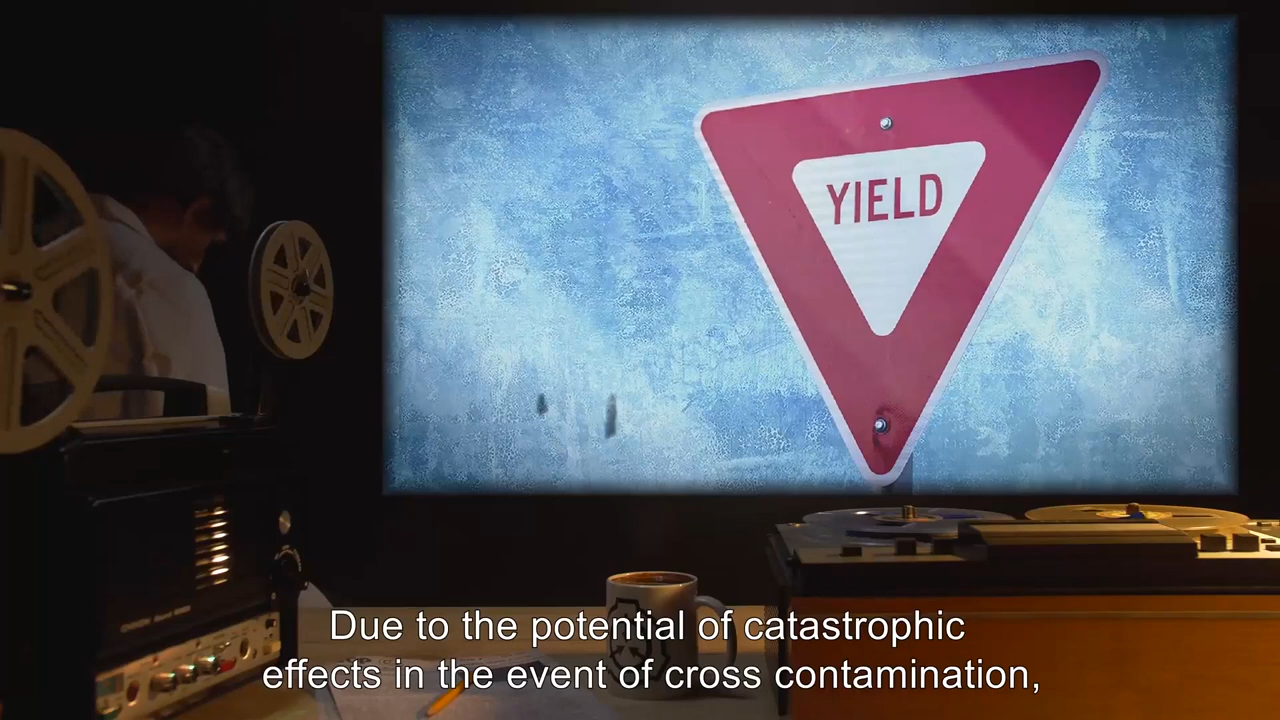 YIELD
Due to the potential of catastrophic
effects in the event of cross contamination,